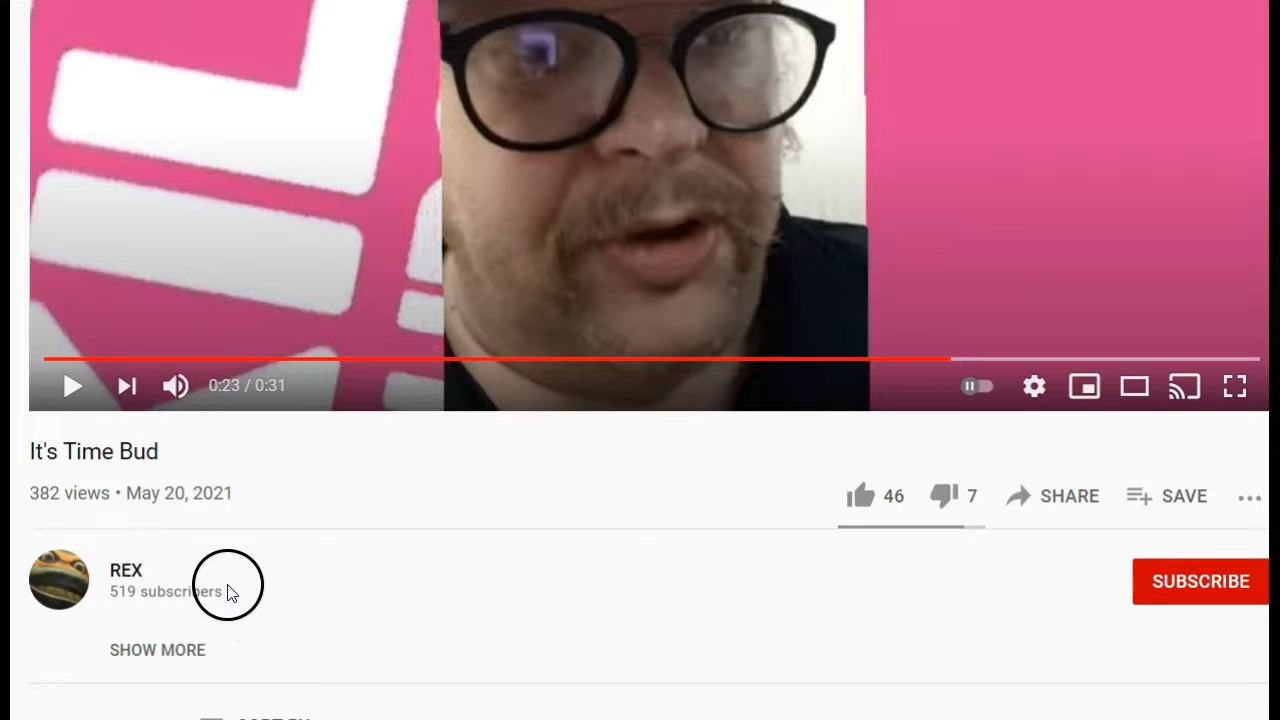 0:23 / 0:31
It's Time Bud
382 views • May 20, 2021
46
7
SHARE
SAVE
REX
519 subscribers
SUBSCRIBE
SHOW MORE